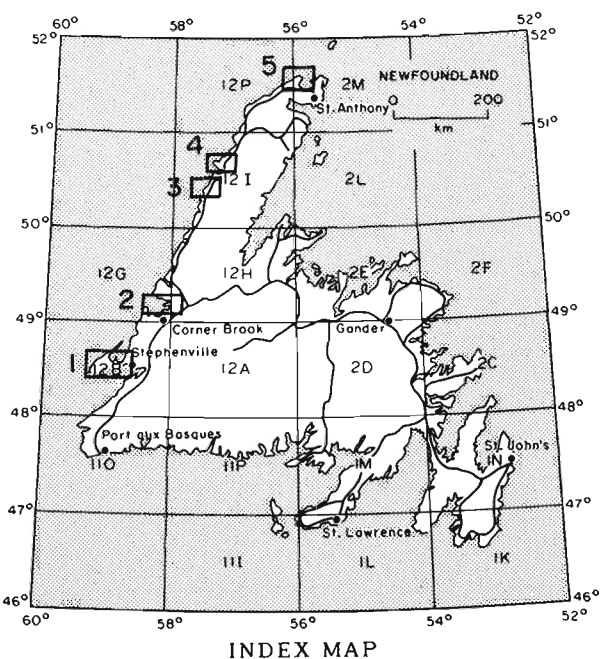 60° 58° 56° 54° 52°
52° 52°
5
12P 2M NEWFOUNDLAND
St. Anthony 0 200
km
51° 51°
4
3 12I 2L
50° 50°
12G 12H 2E 2F
2
49° 49°
Corner Brook Gander
1 Stephenville
12B 12A 2D 2C
48° 48°
Port aux Basques St. John's
11O 11P 1M 1N
47° 47°
St. Lawrence
11I 1L 1K
46° 46°
60° 58° 56° 54° 52°
INDEX MAP